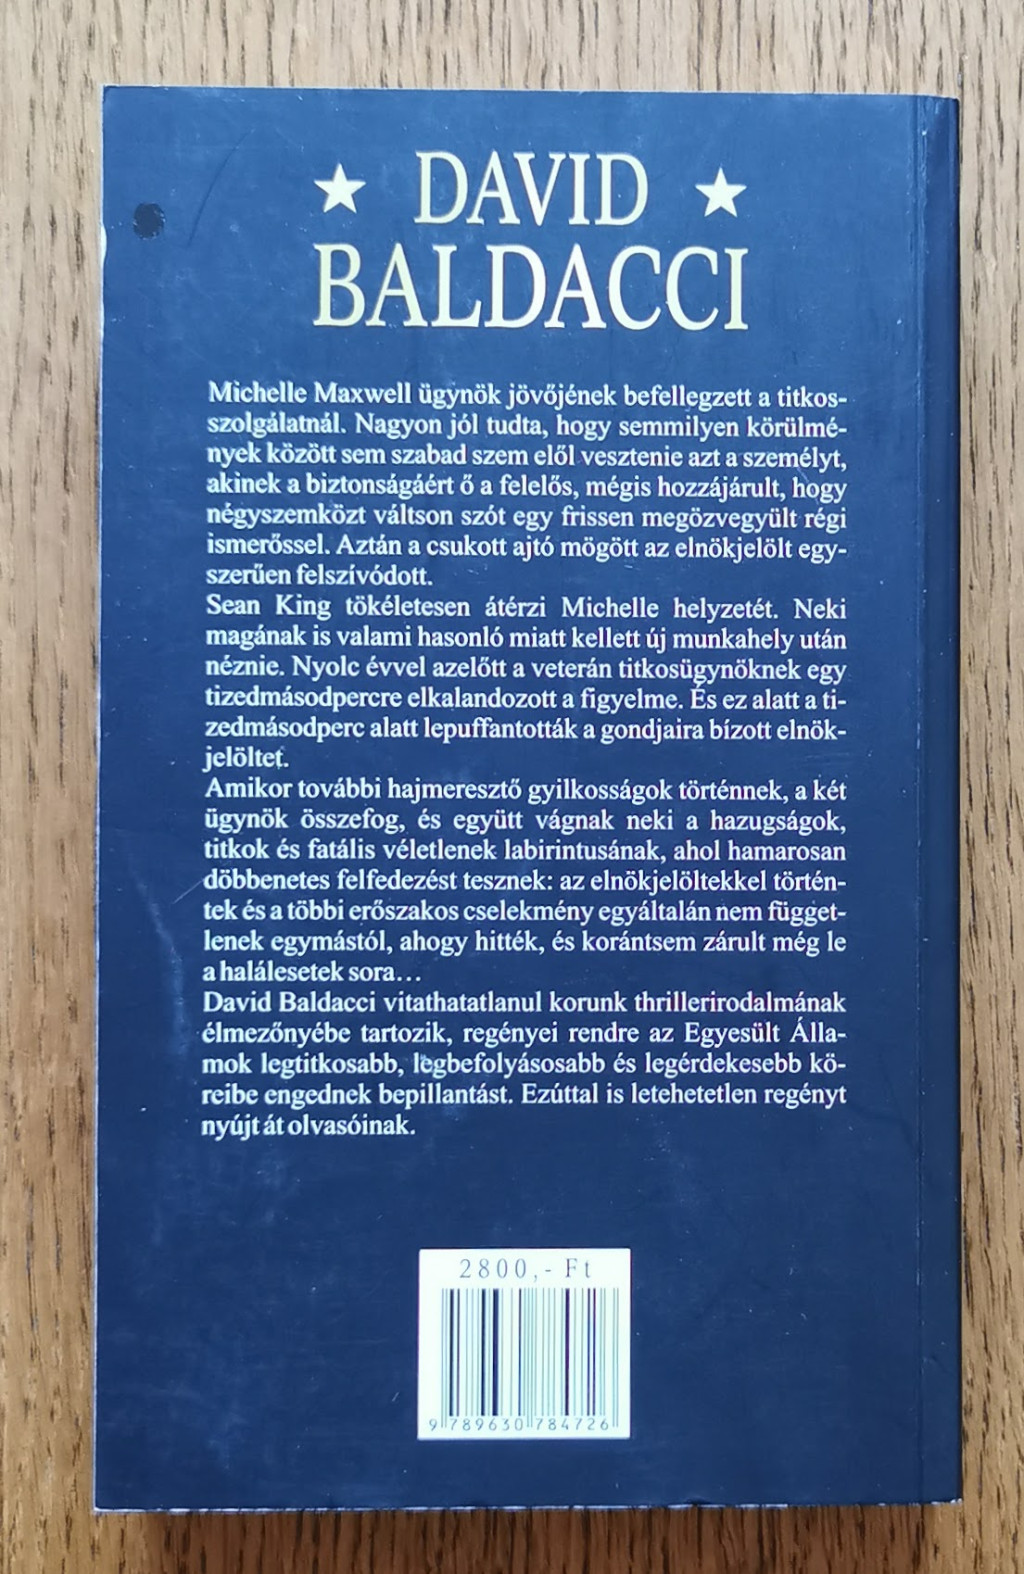 DAVID
BALDACCI
Michelle Maxwell ügynök jövőjének befellegzett a titkos-
szolgálatnál. Nagyon jól tudta, hogy semmilyen körülmé-
nyek között sem szabad szem elől vesztenie azt a személyt,
akinek a biztonságáért ő a felelős, mégis hozzájárult, hogy
négyszemközt váltson szót egy frissen megözvegyült régi
ismerőssel. Aztán a csukott ajtó mögött az elnökjelölt egy-
szerűen felszívódott.
Sean King tökéletesen átérzi Michelle helyzetét. Neki
magának is valami hasonló miatt kellett új munkahely után
néznie. Nyolc évvel azelőtt a veterán titkosügynöknek egy
tizedmásodpercre elkalandozott a figyelme. És ez alatt a ti-
zedmásodperc alatt lepuffantották a gondjaira bízott elnök-
jelöltet.
Amikor további hajmeresztő gyilkosságok történnek, a két
ügynök összefog, és együtt vágnak neki a hazugságok,
titkok és fatális véletlenek labirintusának, ahol hamarosan
döbbenetes felfedezést tesznek: az elnökjelöltekkel történ-
tek és a többi erőszakos cselekmény egyáltalán nem függet-
lenek egymástól, ahogy hitték, és korántsem zárult még le
a halálesetek sora...
David Baldacci vitathatatlanul korunk thrillerirodalmának
élmezőnyébe tartozik, regényei rendre az Egyesült Álla-
mok legtitkosabb, legbefolyásosabb és legérdekesebb kö-
reibe engednek bepillantást. Ezúttal is letehetetlen regényt
nyújt át olvasóinak.
2800,- Ft
9 789630 784726